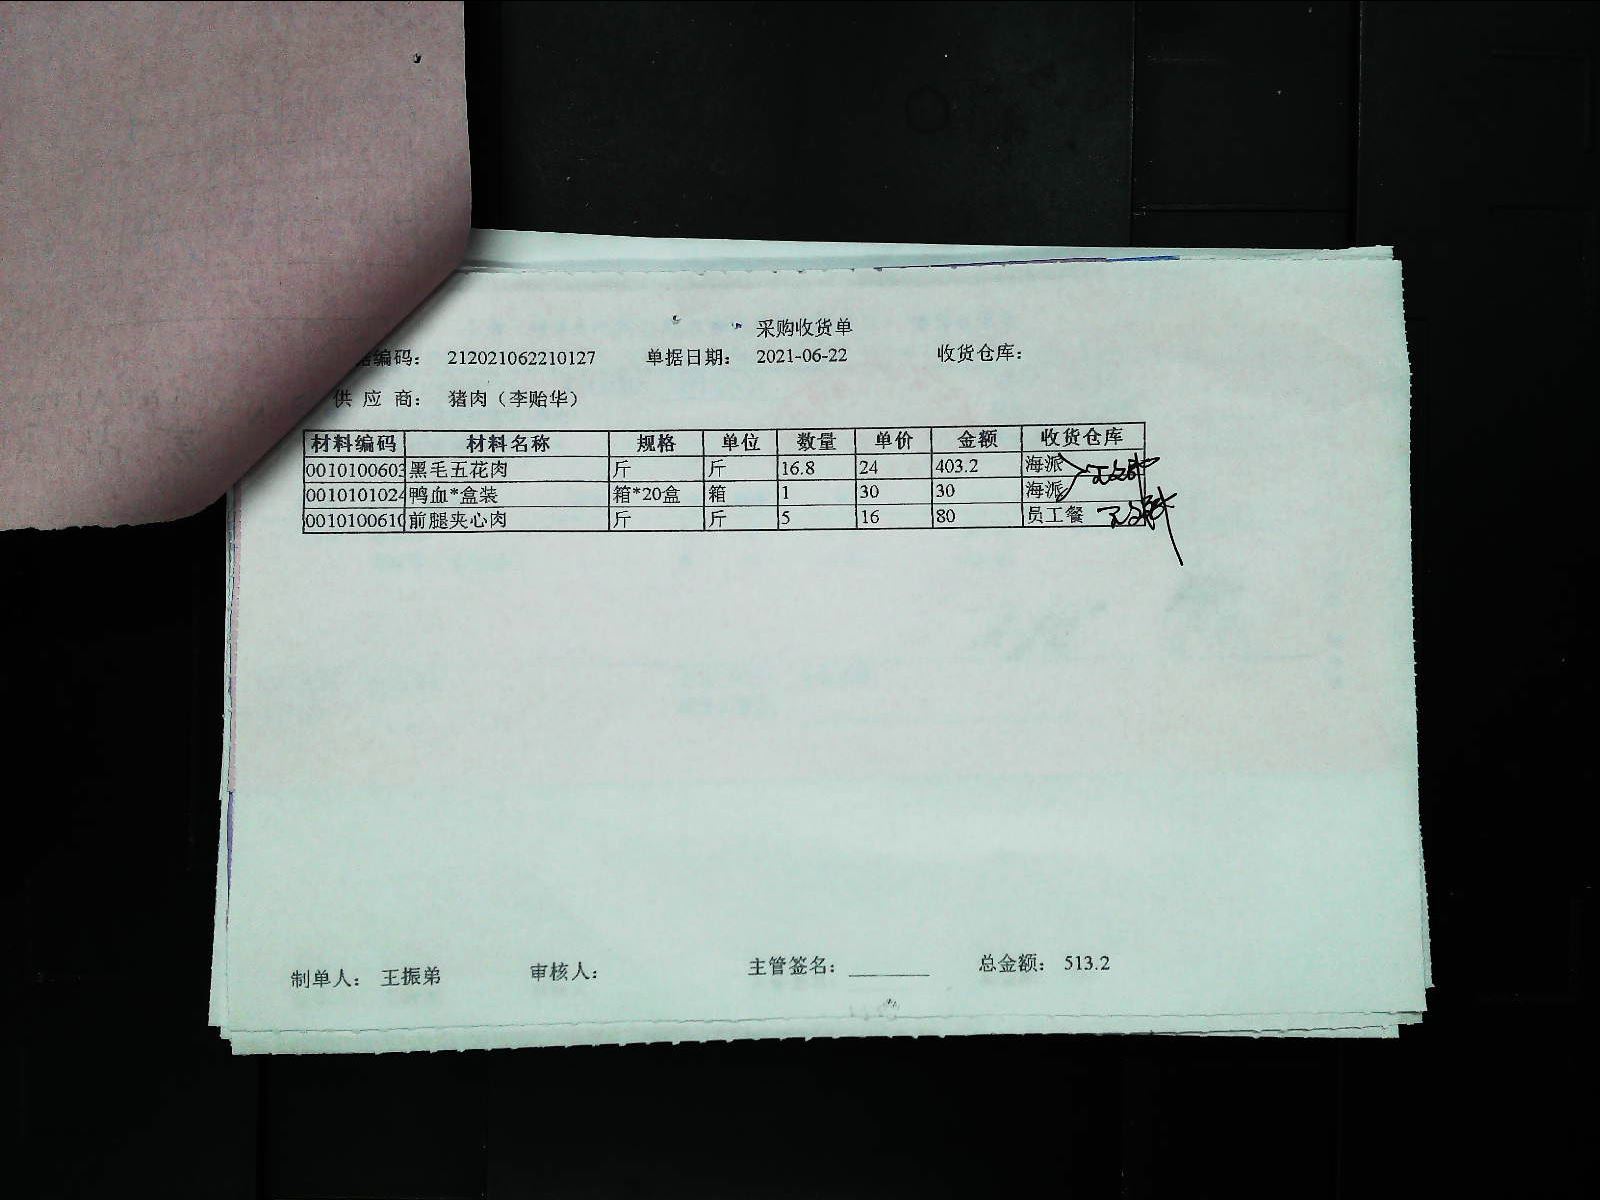 采购收货单
据编码： 212021062210127 单据日期： 2021-06-22 收货仓库：
供 应 商： 猪肉（李贻华）
材料编码 材料名称 规格 单位 数量 单价 金额 收货仓库
0010100603 黑毛五花肉 斤 斤 16.8 24 403.2 海派
0010101024 鸭血*盒装 箱*20盒 箱 1 30 30 海派
0010100610 前腿夹心肉 斤 斤 5 16 80 员工餐
制单人： 王振弟 审核人： 主管签名： 总金额： 513.2